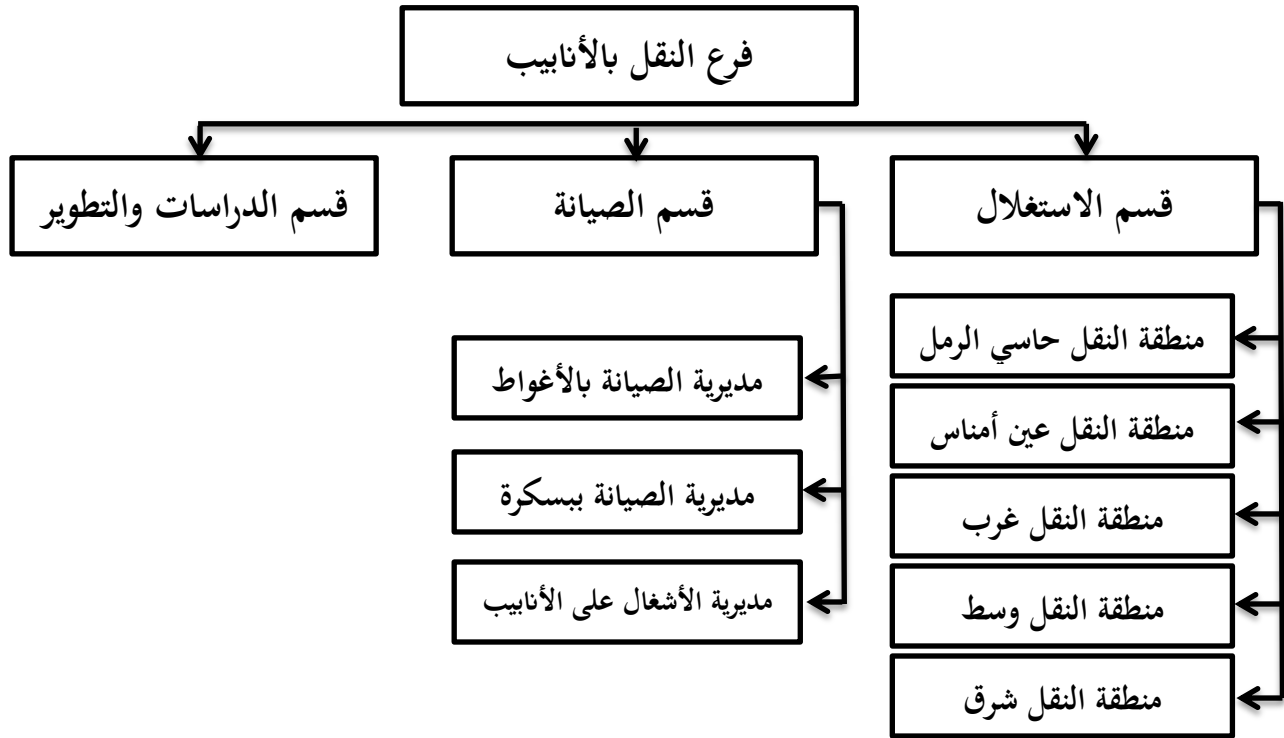 فرع النقل بالأنابيب
قسم الاستغلال
قسم الصيانة
قسم الدراسات والتطوير
منطقة النقل حاسي الرمل
منطقة النقل عين أمناس
منطقة النقل غرب
منطقة النقل وسط
منطقة النقل شرق
مديرية الصيانة بالأغواط
مديرية الصيانة ببسكرة
مديرية الأشغال على الأنابيب